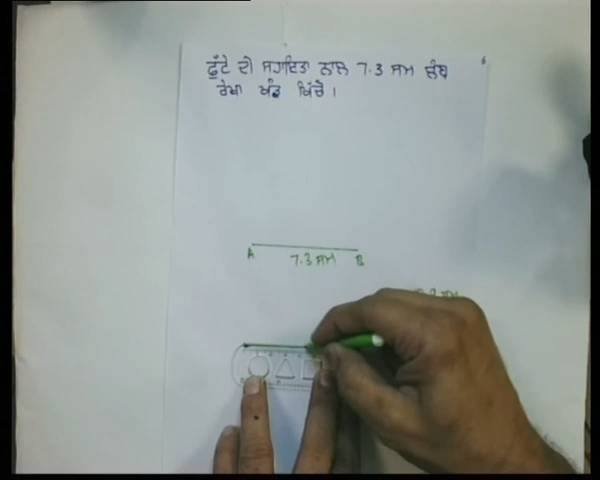 ਫੁੱਟੇ ਦੀ ਸਹਾਇਤਾ ਨਾਲ 7.3 ਸਮ ਲੰਬਾ
ਰੇਖਾ ਖੰਡ ਖਿੱਚੋ ।
A 7.3 ਸਮ B